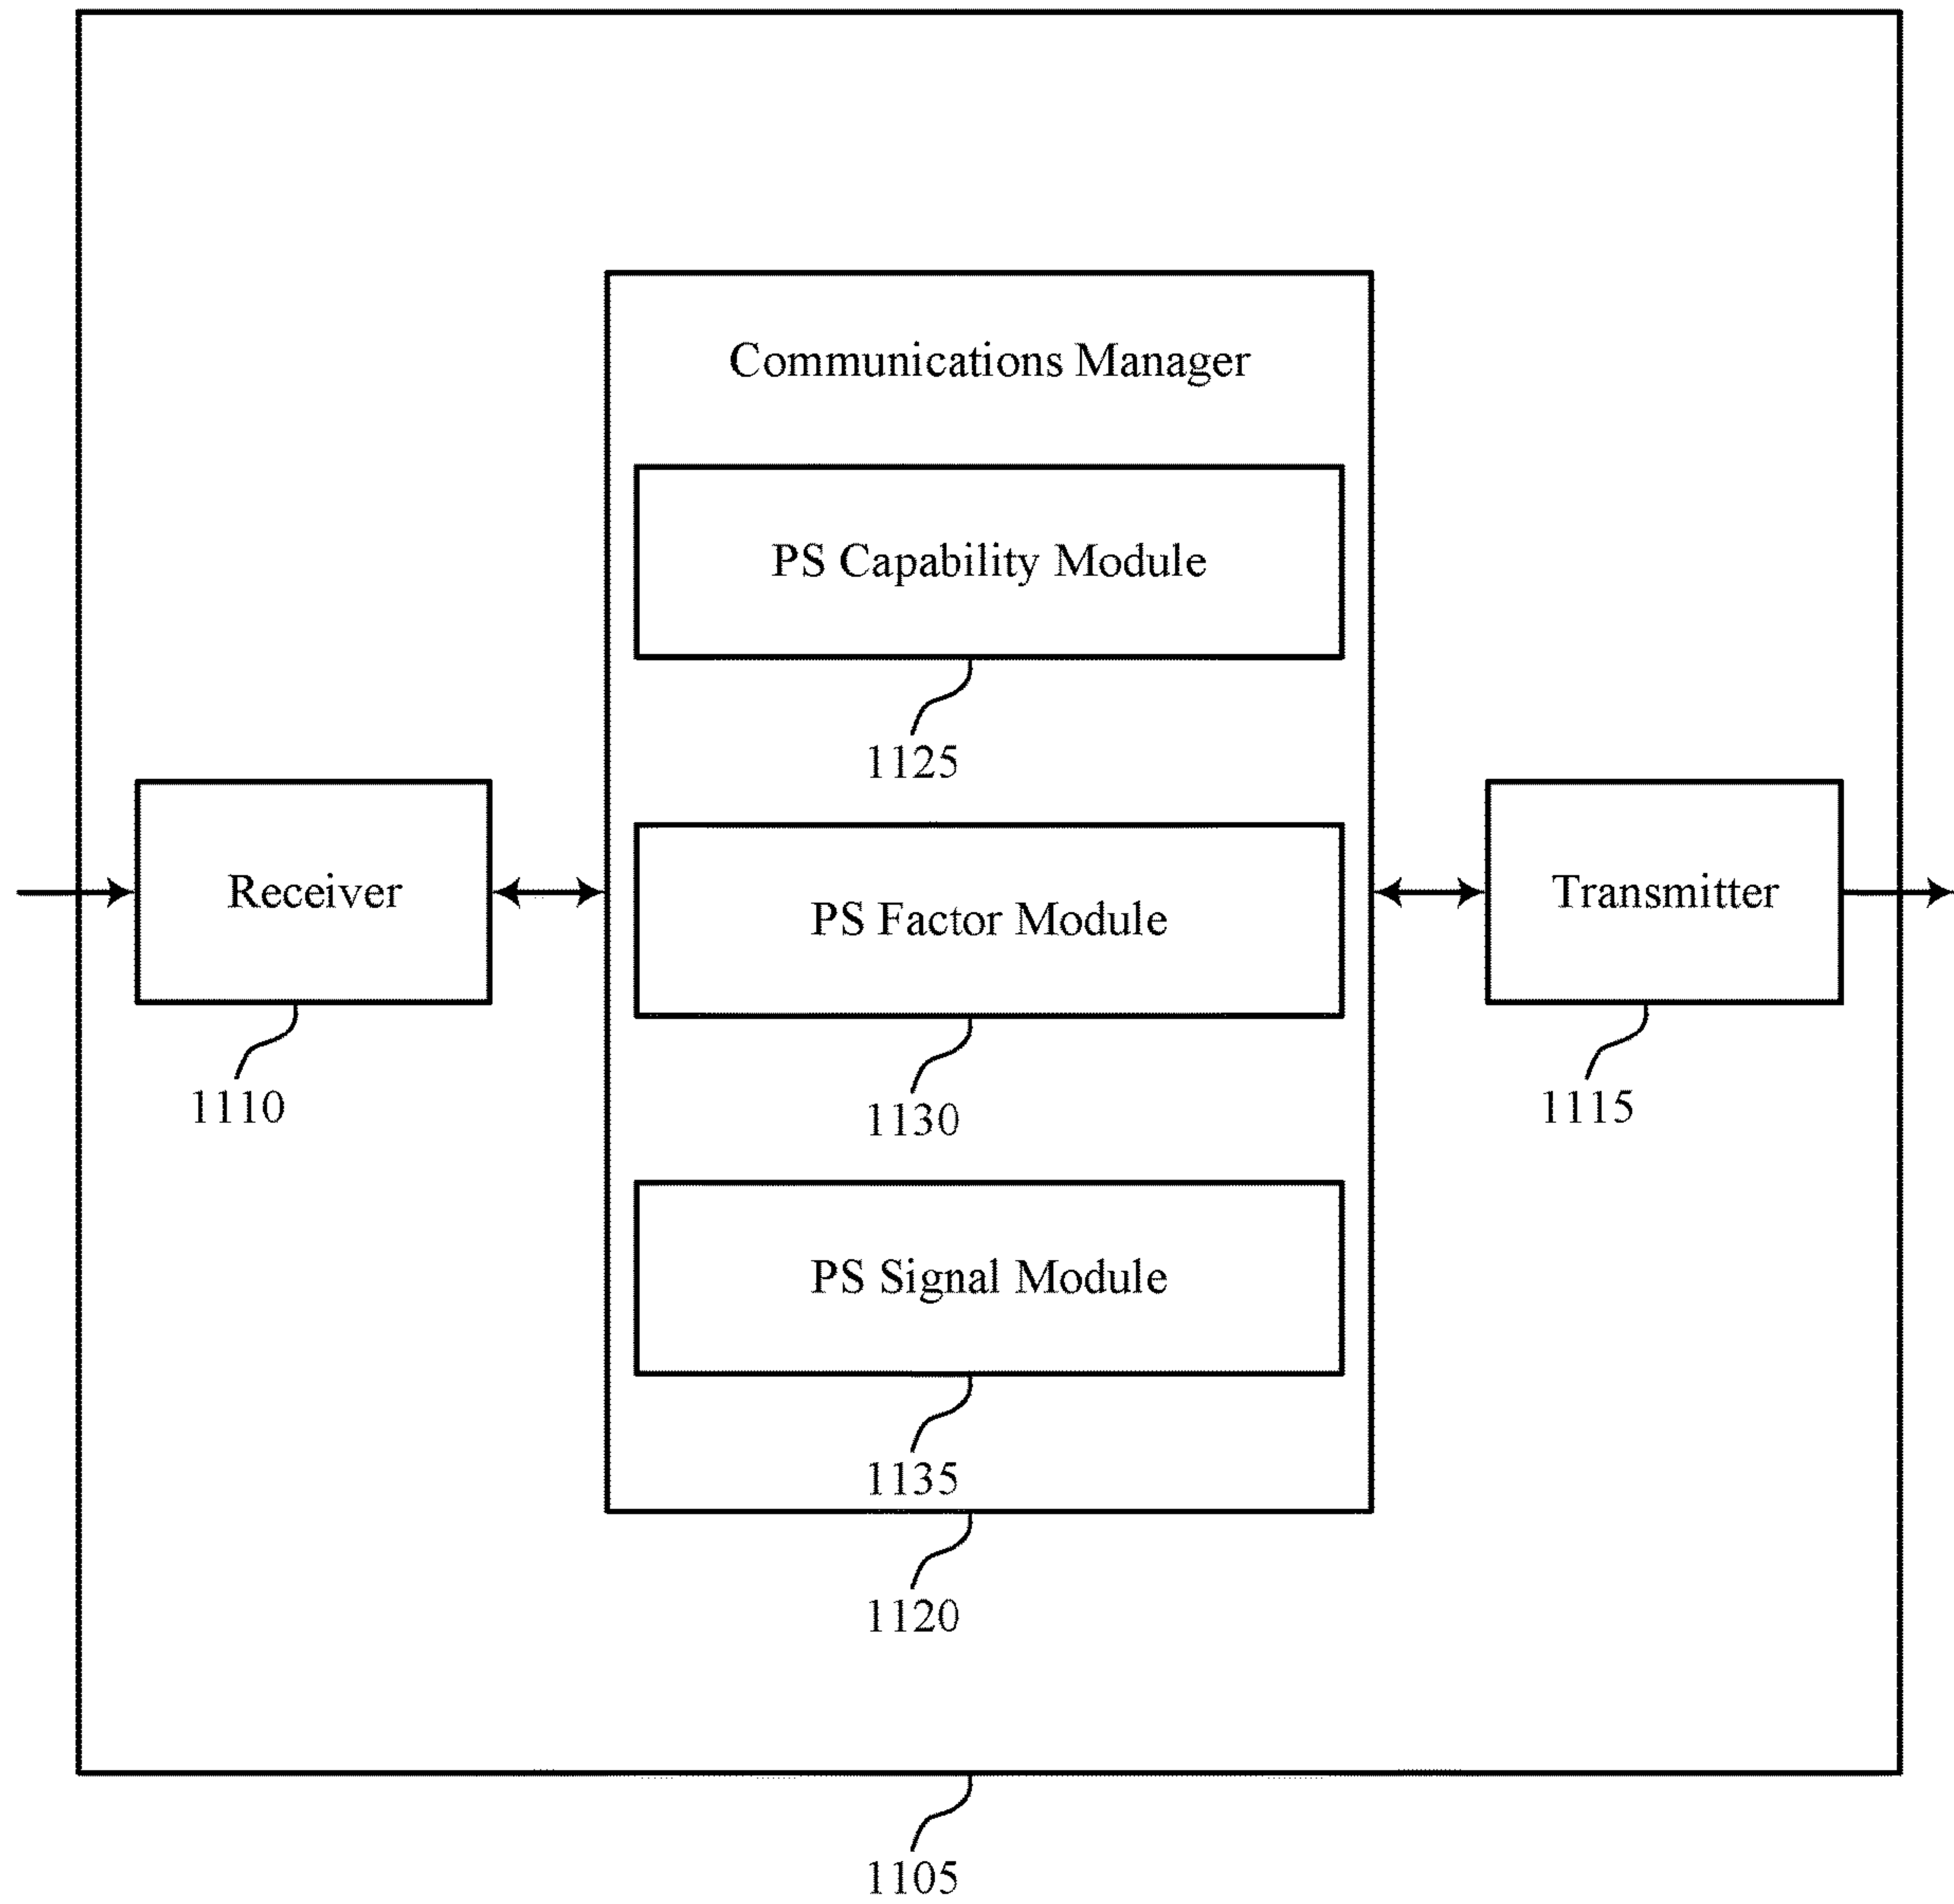 Communications Manager
PS Capability Module
1125
Receiver
1110
PS Factor Module
1130
Transmitter
1115
PS Signal Module
1135
1120
1105